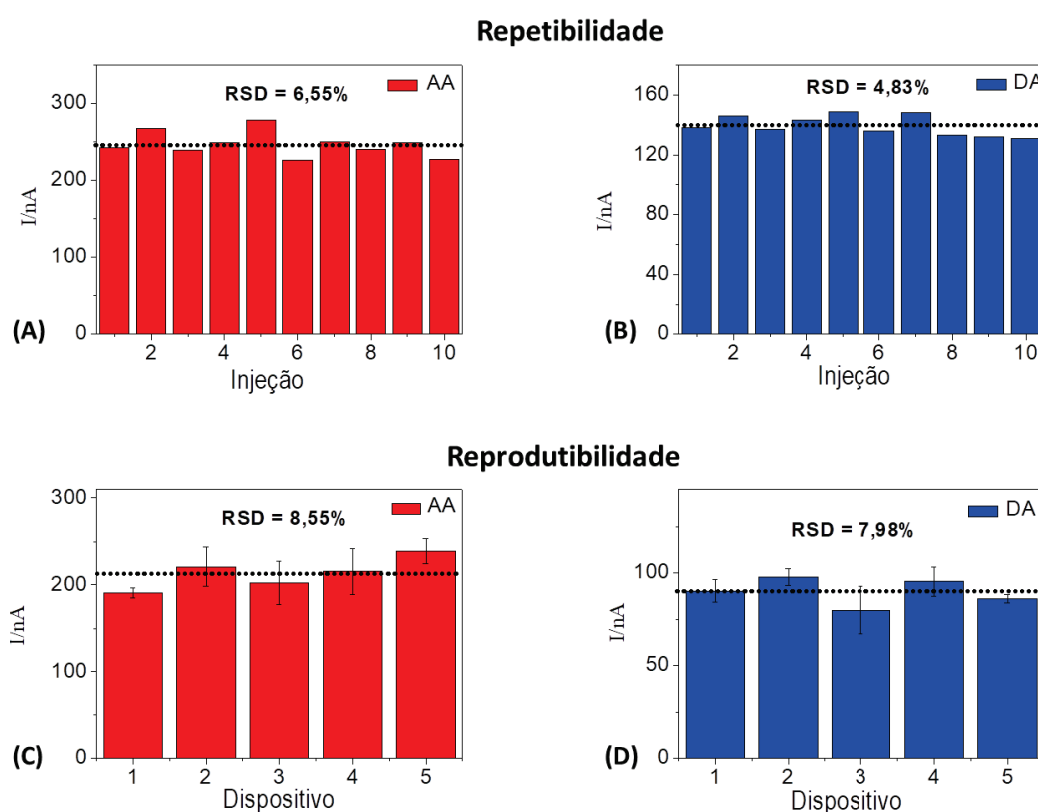 Repetibilidade
RSD = 6,55%
AA
300
200
100
0
I/nA
2 4 6 8 10
Injeção
(A)
RSD = 4,83%
DA
160
120
80
40
0
I/nA
2 4 6 8 10
Injeção
(B)
Reprodutibilidade
RSD = 8,55%
AA
300
200
100
0
I/nA
1 2 3 4 5
Dispositivo
(C)
RSD = 7,98%
DA
100
50
0
I/nA
1 2 3 4 5
Dispositivo
(D)